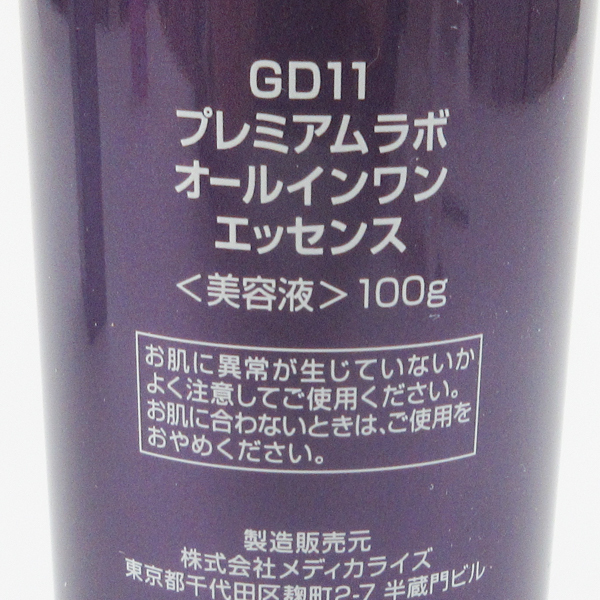 GD11
プレミアムラボ
オールインワン
エッセンス
＜美容液＞100g
お肌に異常が生じていないか
よく注意してご使用ください。
お肌に合わないときは、ご使用を
おやめください。
製造販売元
株式会社メディカライズ
東京都千代田区麹町2-7 半蔵門ビル